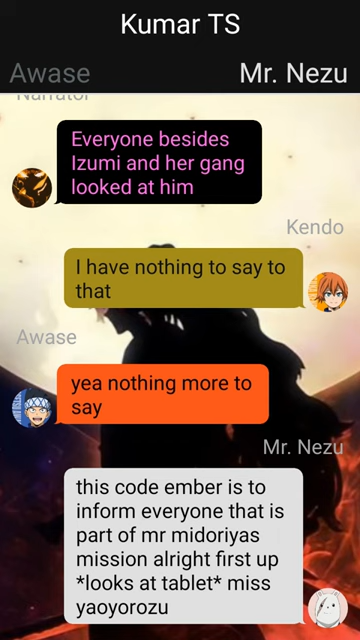 Kumar TS
Awase
Mr. Nezu
Narrator
Everyone besides
Izumi and her gang
looked at him
Kendo
I have nothing to say to
that
Awase
yea nothing more to
say
Mr. Nezu
this code ember is to
inform everyone that is
part of mr midoriyas
mission alright first up
*looks at tablet* miss
yaoyorozu